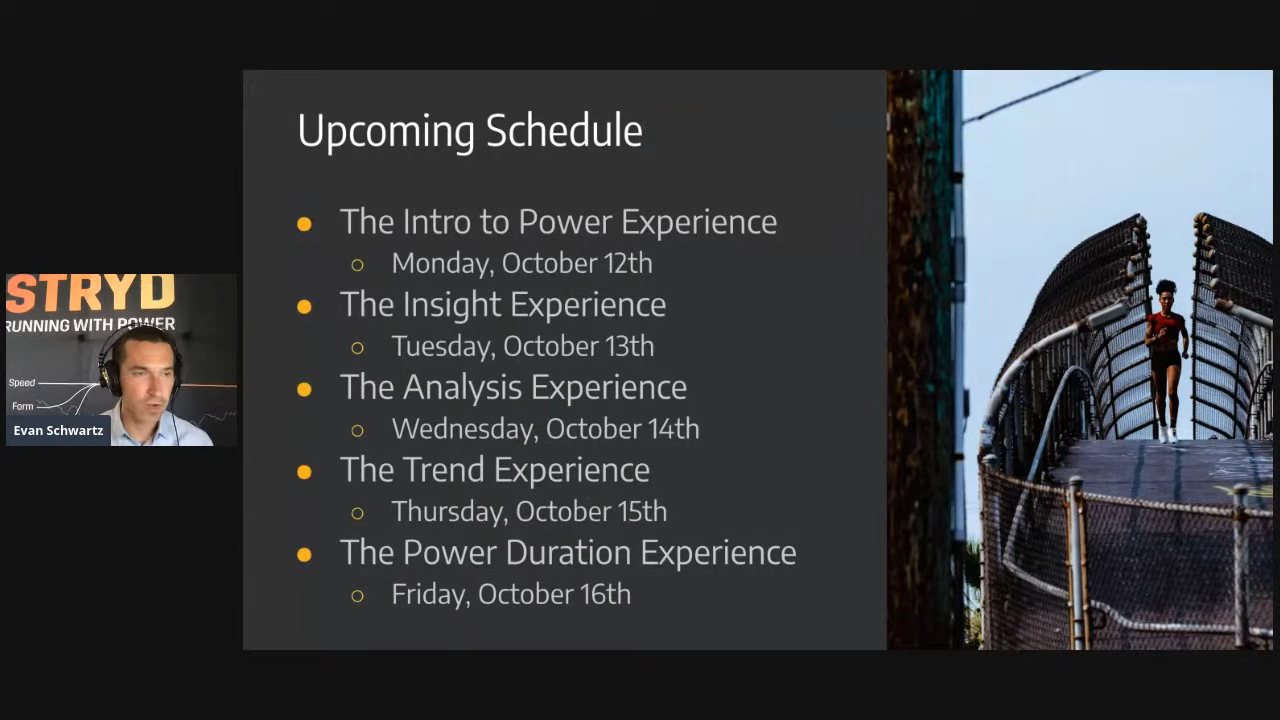 Upcoming Schedule
The Intro to Power Experience
Monday, October 12th
The Insight Experience
Tuesday, October 13th
The Analysis Experience
Wednesday, October 14th
The Trend Experience
Thursday, October 15th
The Power Duration Experience
Friday, October 16th
STRYD
RUNNING WITH POWER
Speed
Form
Evan Schwartz